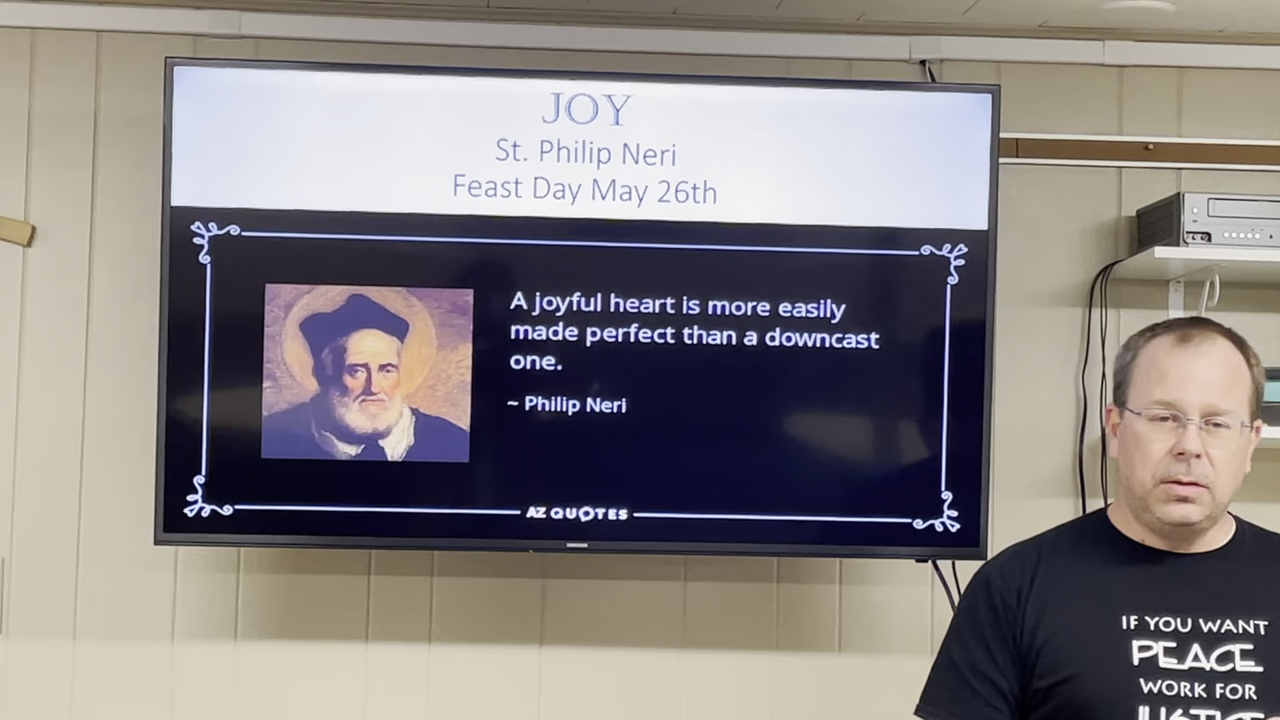 JOY
St. Philip Neri
Feast Day May 26th
A joyful heart is more easily
made perfect than a downcast
one.
~ Philip Neri
AZ QUOTES
IF YOU WANT
PEACE
WORK FOR
JUSTICE